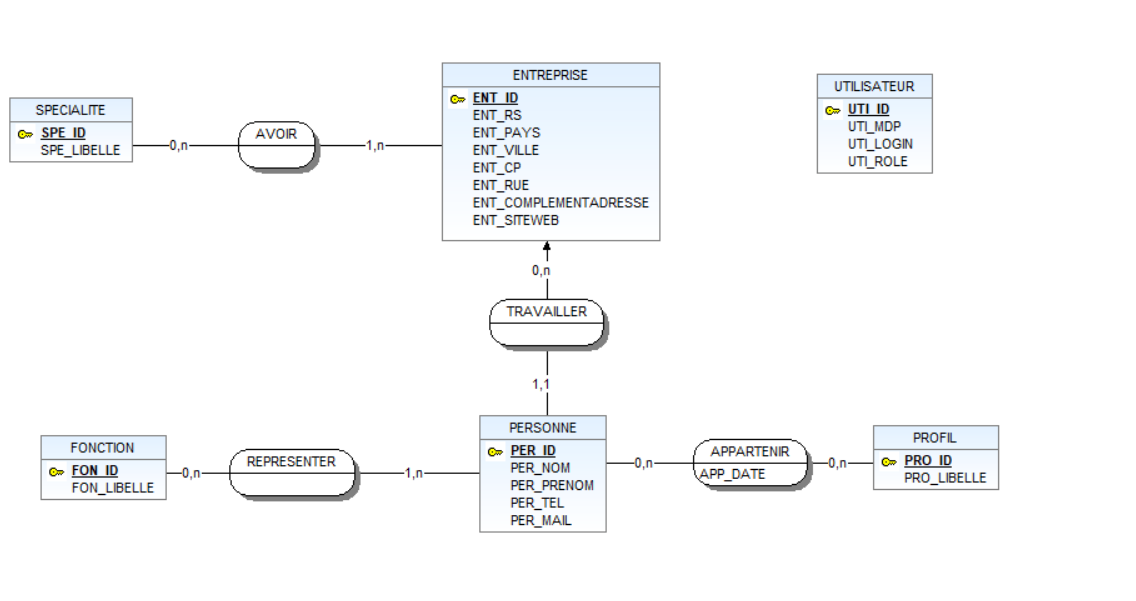 ENTREPRISE
ENT_ID
ENT_RS
ENT_PAYS
ENT_VILLE
ENT_CP
ENT_RUE
ENT_COMPLEMENTADRESSE
ENT_SITEWEB
UTILISATEUR
UTI_ID
UTI_MDP
UTI_LOGIN
UTI_ROLE
SPECIALITE
SPE_ID
SPE_LIBELLE
0,n
AVOIR
1,n
0,n
TRAVAILLER
1,1
PERSONNE
PER_ID
PER_NOM
PER_PRENOM
PER_TEL
PER_MAIL
FONCTION
FON_ID
FON_LIBELLE
0,n
REPRESENTER
1,n
0,n
APPARTENIR
APP_DATE
0,n
PROFIL
PRO_ID
PRO_LIBELLE